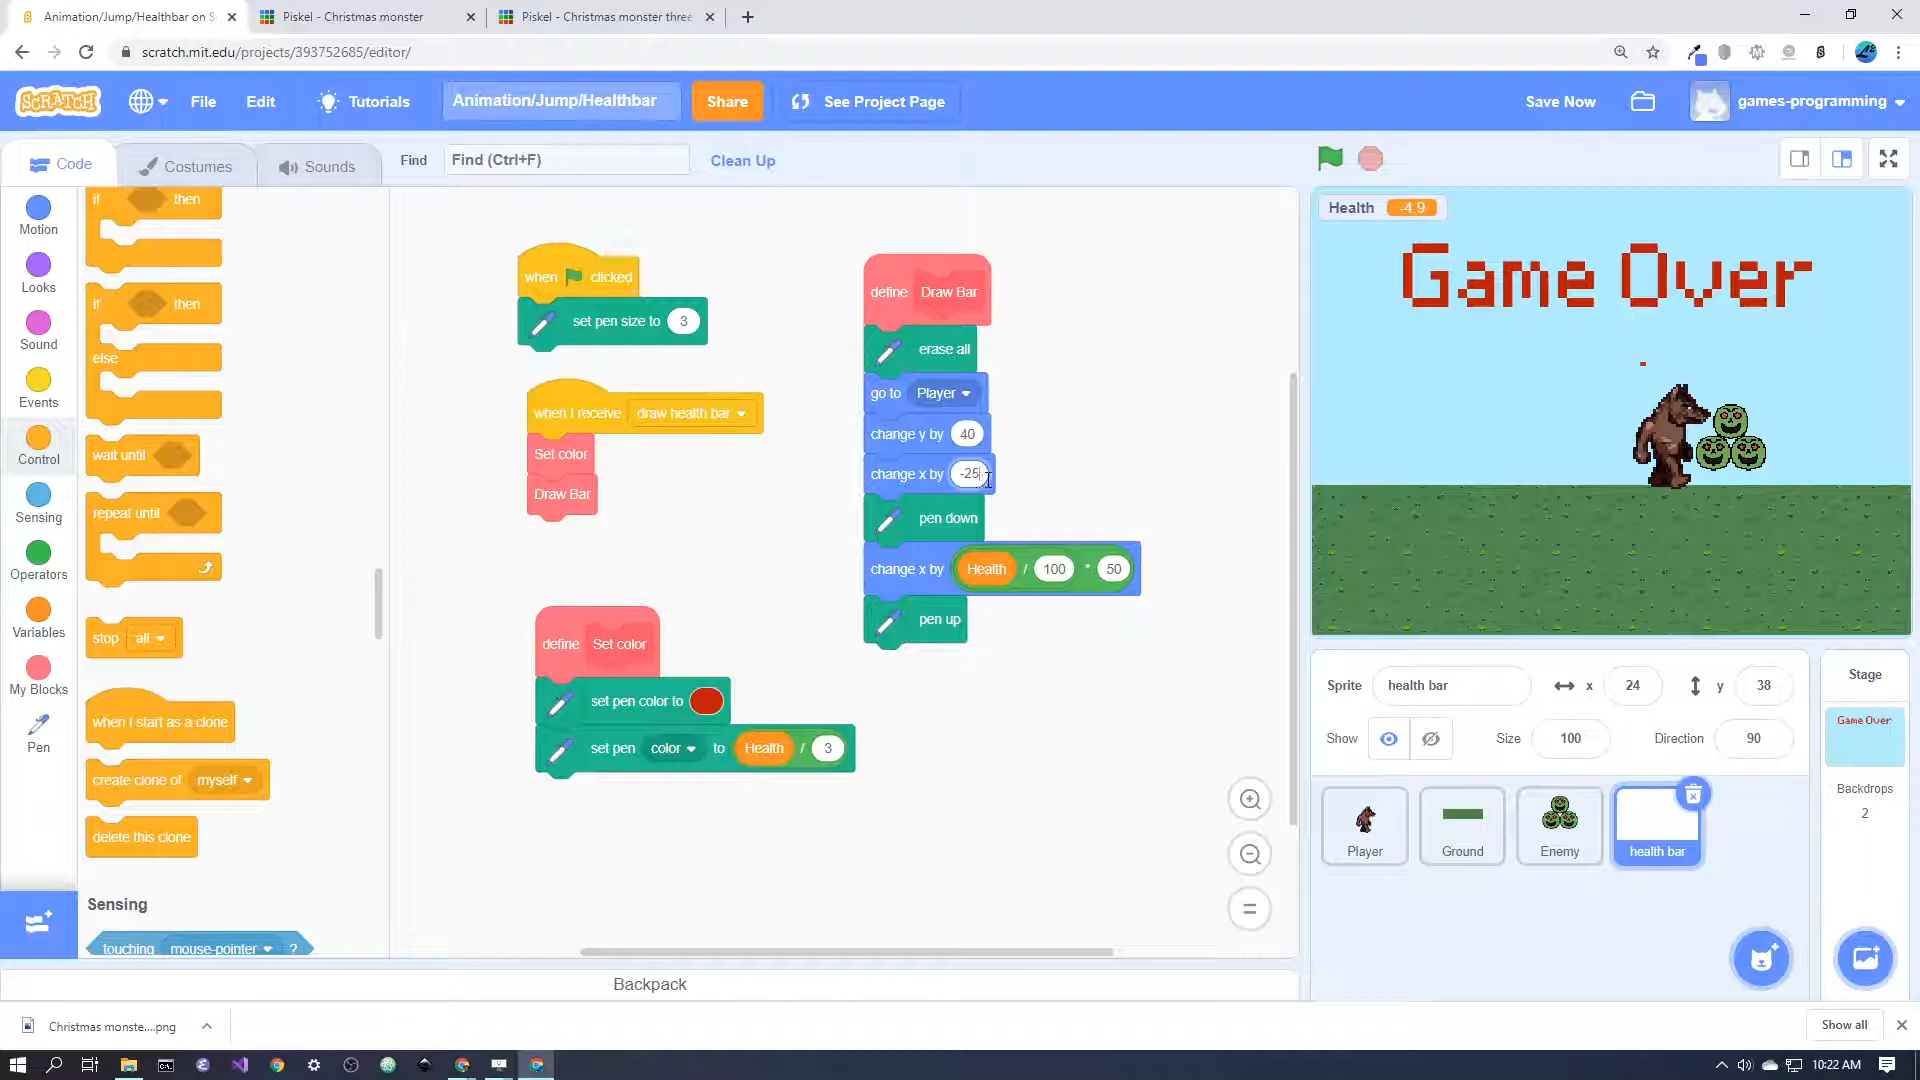 Animation/Jump/Healthbar on S
Piskel - Christmas monster
Piskel - Christmas monster three
scratch.mit.edu/projects/393752685/editor/
SCRATCH
File
Edit
Tutorials
Animation/Jump/Healthbar
Share
See Project Page
Save Now
games-programming
Code
Costumes
Sounds
Find
Find (Ctrl+F)
Clean Up
Motion
Looks
Sound
Events
Control
Sensing
Operators
Variables
My Blocks
Pen
if then
if then
else
wait until
repeat until
stop all
when I start as a clone
create clone of myself
delete this clone
Sensing
touching mouse-pointer ?
when clicked
set pen size to 3
when I receive draw health bar
Set color
Draw Bar
define Set color
set pen color to
set pen color to Health / 3
define Draw Bar
erase all
go to Player
change y by 40
change x by -25
pen down
change x by Health / 100 * 50
pen up
Backpack
Health -4.9
Game Over
Sprite health bar x 24 y 38
Show Size 100 Direction 90
Player
Ground
Enemy
health bar
Stage
Game Over
Backdrops
2
Christmas monste....png
Show all
10:22 AM